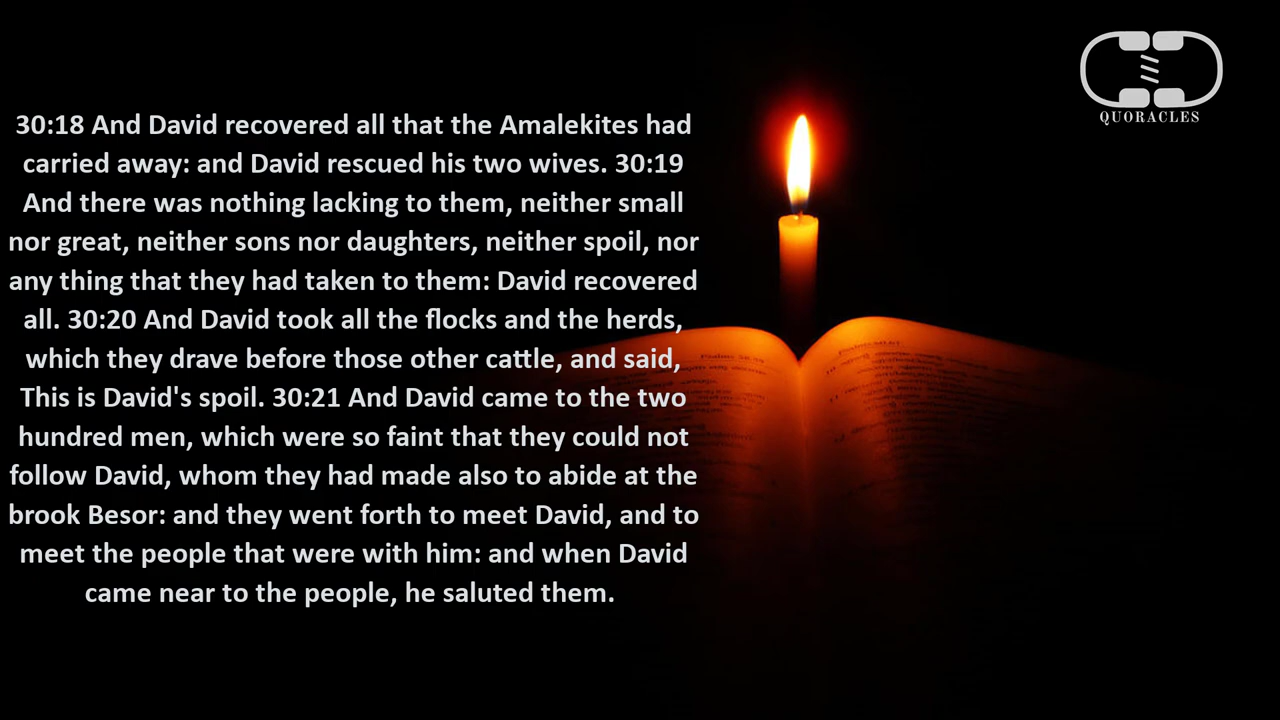 30:18 And David recovered all that the Amalekites had
carried away: and David rescued his two wives. 30:19
And there was nothing lacking to them, neither small
nor great, neither sons nor daughters, neither spoil, nor
any thing that they had taken to them: David recovered
all. 30:20 And David took all the flocks and the herds,
which they drave before those other cattle, and said,
This is David's spoil. 30:21 And David came to the two
hundred men, which were so faint that they could not
follow David, whom they had made also to abide at the
brook Besor: and they went forth to meet David, and to
meet the people that were with him: and when David
came near to the people, he saluted them.
QUORACLES